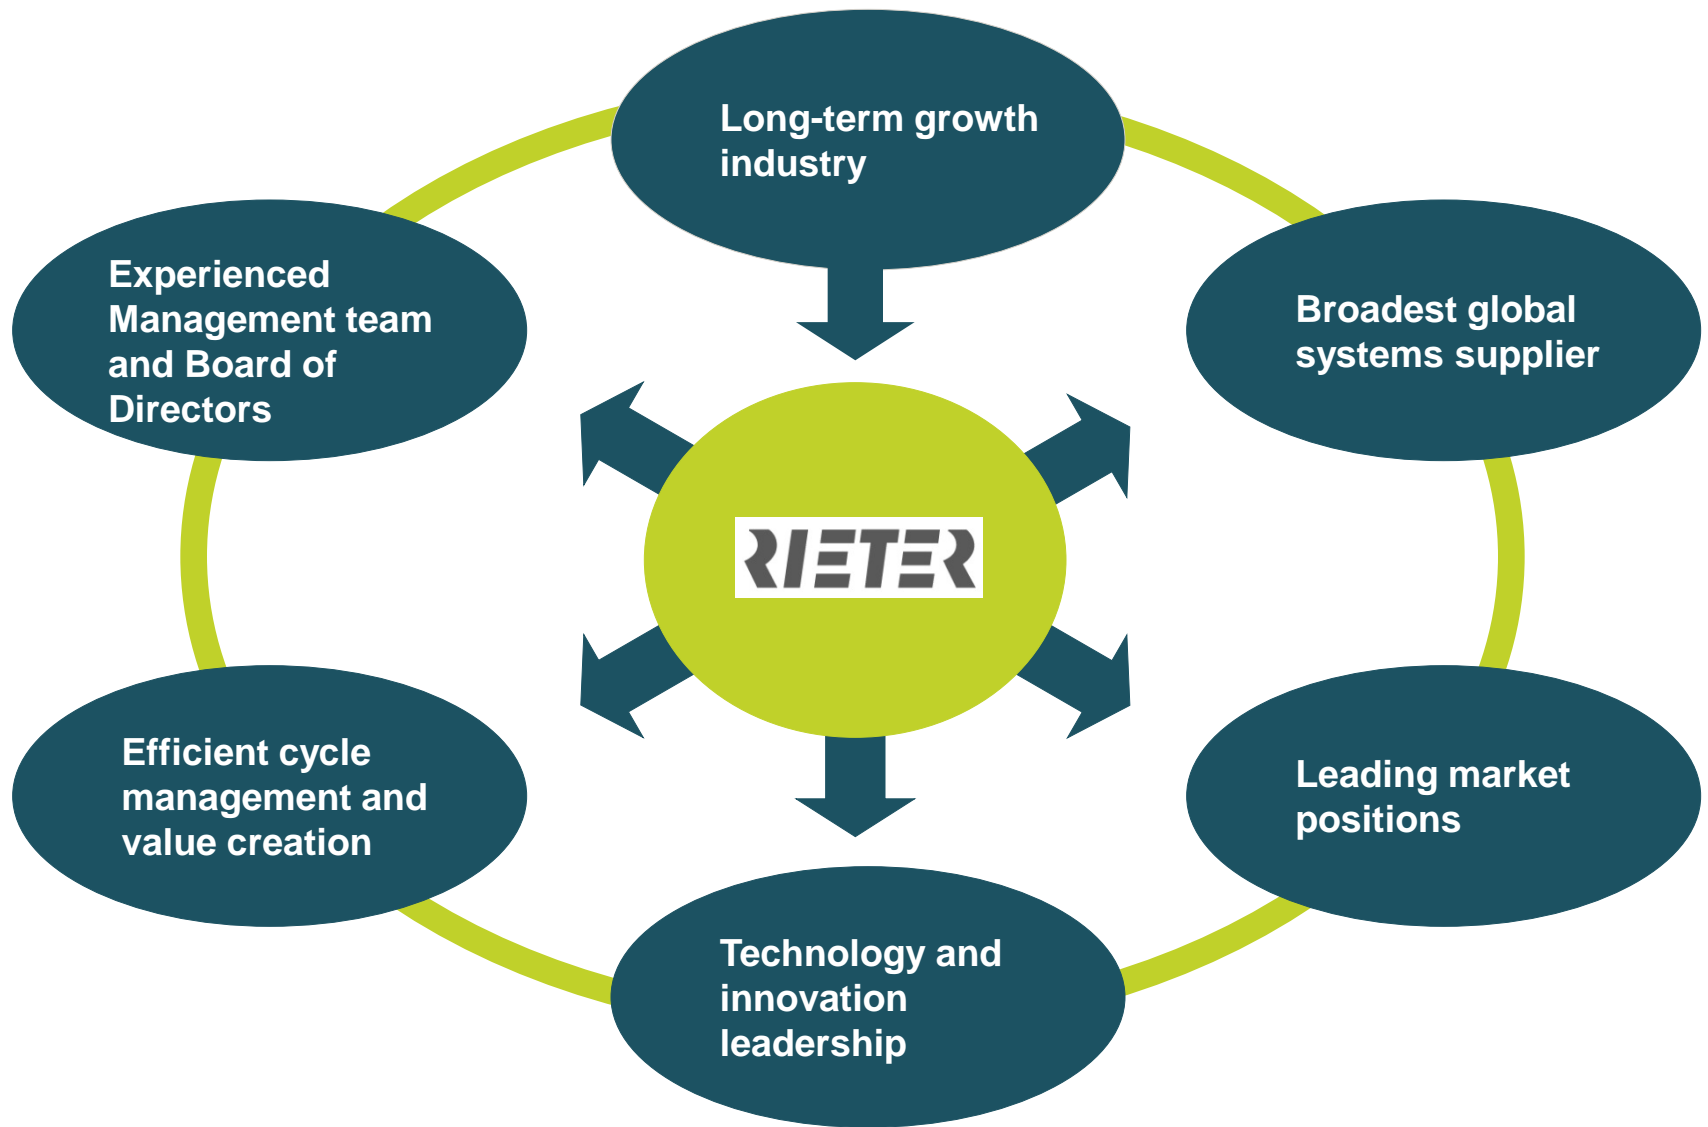 Long-term growth
industry
Experienced
Management team
and Board of
Directors
Broadest global
systems supplier
RIETER
Efficient cycle
management and
value creation
Leading market
positions
Technology and
innovation
leadership